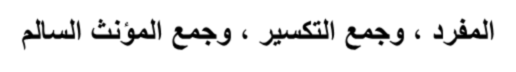 المفرد ، وجمع التكسير ، وجمع المؤنث السالم